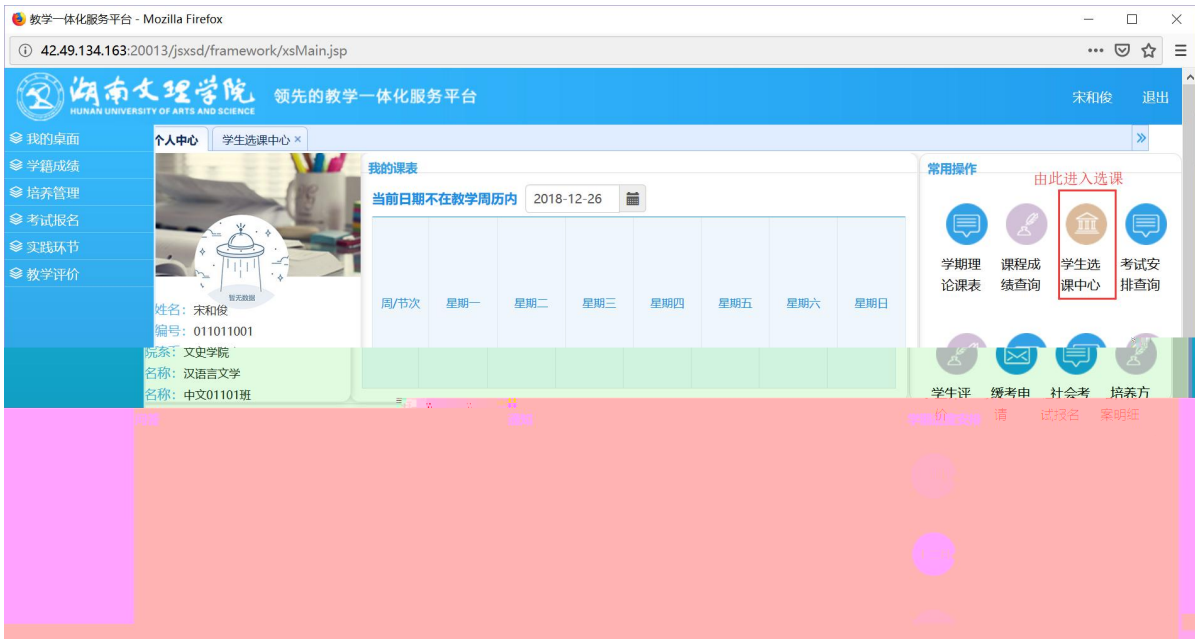 教学一体化服务平台 - Mozilla Firefox
42.49.134.163:20013/jsxsd/framework/xsMain.jsp
湖南文理学院
HUNAN UNIVERSITY OF ARTS AND SCIENCE
领先的教学一体化服务平台
宋和俊 退出
我的桌面
学籍成绩
培养管理
考试报名
实践环节
教学评价
个人中心 学生选课中心 ×
暂无数据
姓名：宋和俊
编号：011011001
院系：文史学院
名称：汉语言文学
名称：中文01101班
我的课表
当前日期不在教学周历内 2018-12-26
周/节次 星期一 星期二 星期三 星期四 星期五 星期六 星期日
常用操作
由此进入选课
学期理论课表
课程成绩查询
学生选课中心
考试安排查询
学生评价
缓考申请
社会考试报名
培养方案明细